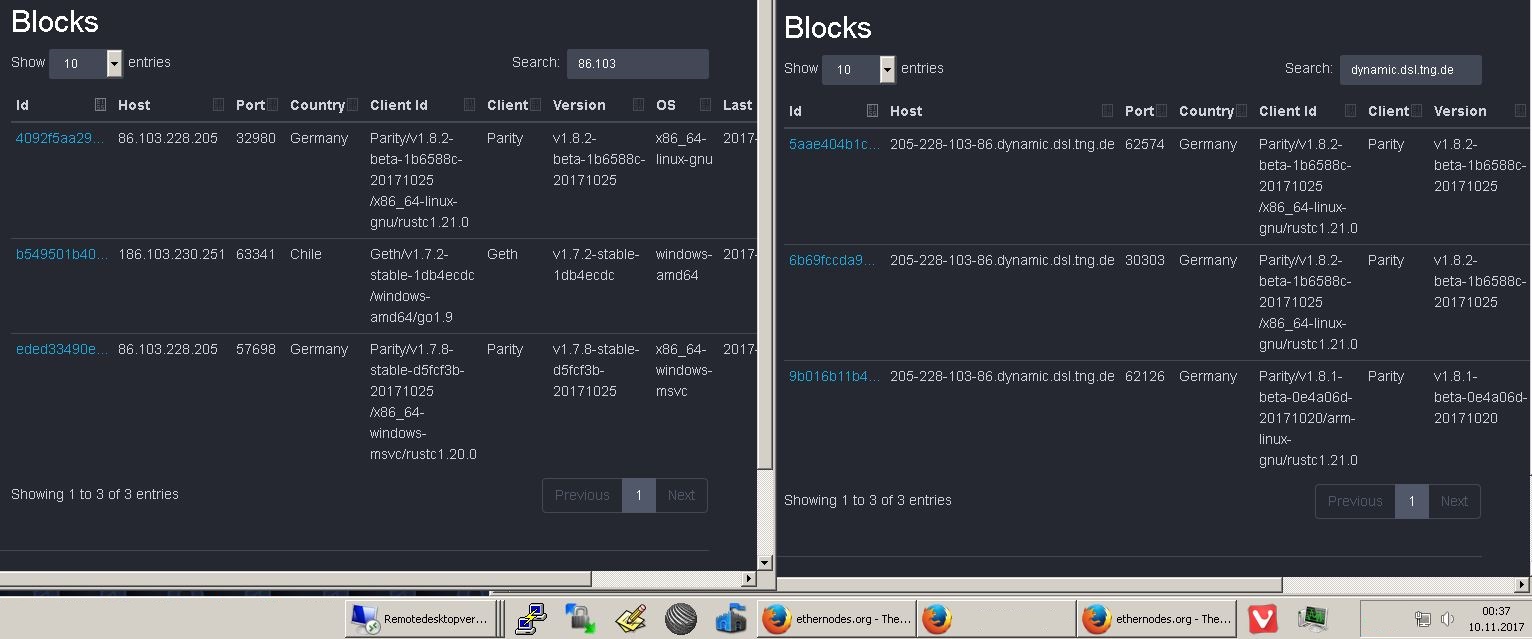 Blocks
Show 10 entries Search: 86.103
Id Host Port Country Client Id Client Version OS Last
4092f5aa29... 86.103.228.205 32980 Germany Parity/v1.8.2- Parity v1.8.2- x86_64- 2017-
beta-1b6588c- beta-1b6588c- linux-gnu
20171025 20171025
/x86_64-linux-
gnu/rustc1.21.0
b549501b40... 186.103.230.251 63341 Chile Geth/v1.7.2- Geth v1.7.2-stable- windows- 2017-
stable-1db4ecdc 1db4ecdc amd64
/windows-
amd64/go1.9
eded33490e... 86.103.228.205 57698 Germany Parity/v1.7.8- Parity v1.7.8-stable- x86_64- 2017-
stable-d5fcf3b- d5fcf3b- windows-
20171025 20171025 msvc
/x86_64-
windows-
msvc/rustc1.20.0
Showing 1 to 3 of 3 entries Previous 1 Next
Blocks
Show 10 entries Search: dynamic.dsl.tng.de
Id Host Port Country Client Id Client Version
5aae404b1c... 205-228-103-86.dynamic.dsl.tng.de 62574 Germany Parity/v1.8.2- Parity v1.8.2-
beta-1b6588c- beta-1b6588c-
20171025 20171025
/x86_64-linux-
gnu/rustc1.21.0
6b69fccda9... 205-228-103-86.dynamic.dsl.tng.de 30303 Germany Parity/v1.8.2- Parity v1.8.2-
beta-1b6588c- beta-1b6588c-
20171025 20171025
/x86_64-linux-
gnu/rustc1.21.0
9b016b11b4... 205-228-103-86.dynamic.dsl.tng.de 62126 Germany Parity/v1.8.1- Parity v1.8.1-
beta-0e4a06d- beta-0e4a06d-
20171020/arm- 20171020
linux-
gnu/rustc1.21.0
Showing 1 to 3 of 3 entries Previous 1 Next
Remotedesktopver... ethernodes.org - The... ethernodes.org - The... 00:37
10.11.2017